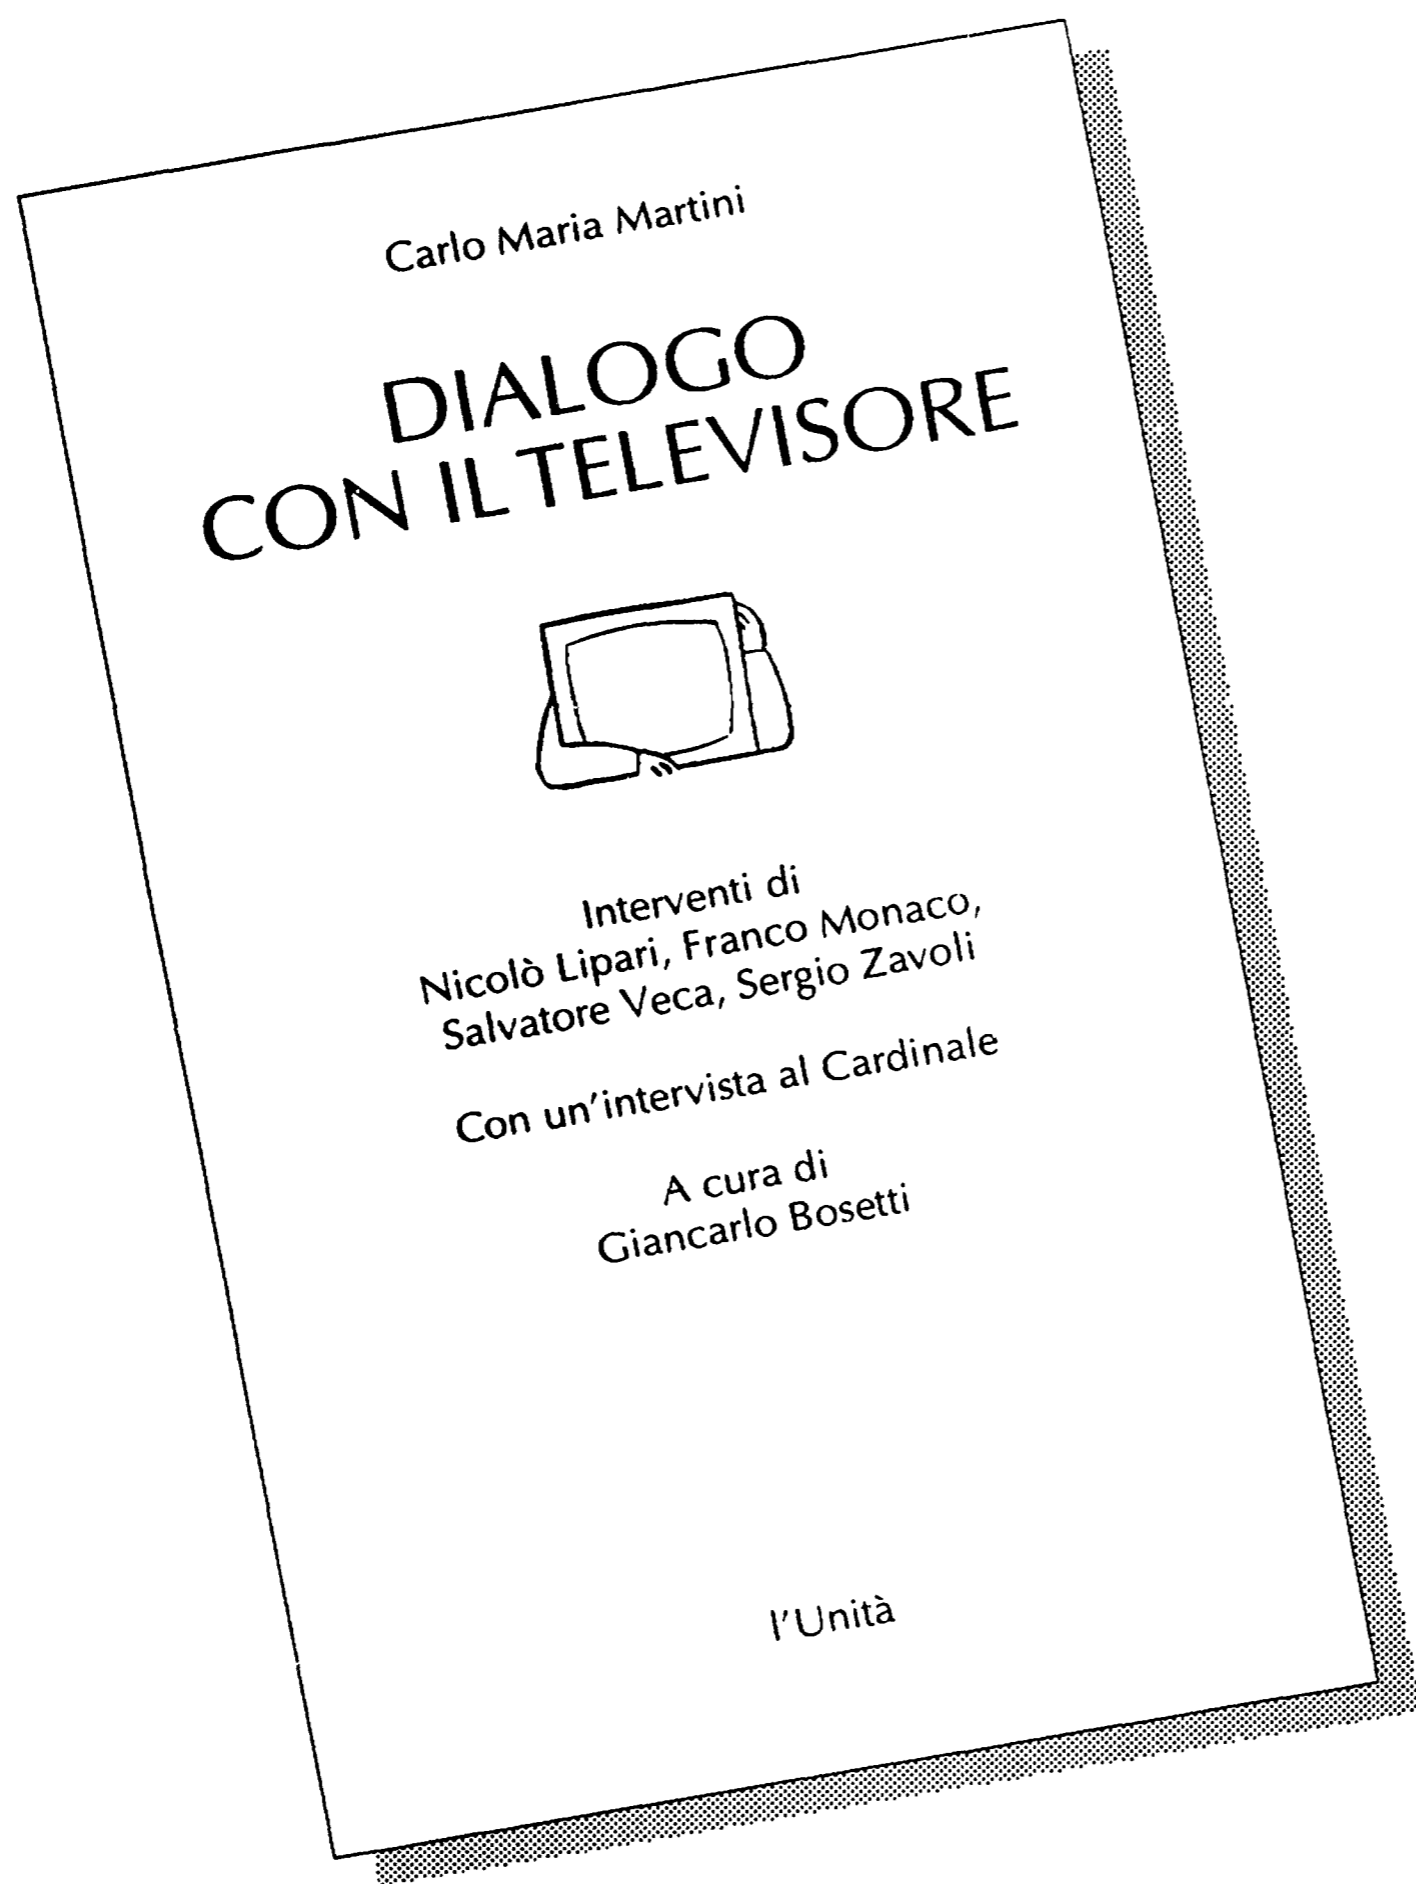 Carlo Maria Martini
DIALOGO
CON IL TELEVISORE
Interventi di
Nicolò Lipari, Franco Monaco,
Salvatore Veca, Sergio Zavoli
Con un'intervista al Cardinale
A cura di
Giancarlo Bosetti
l'Unità